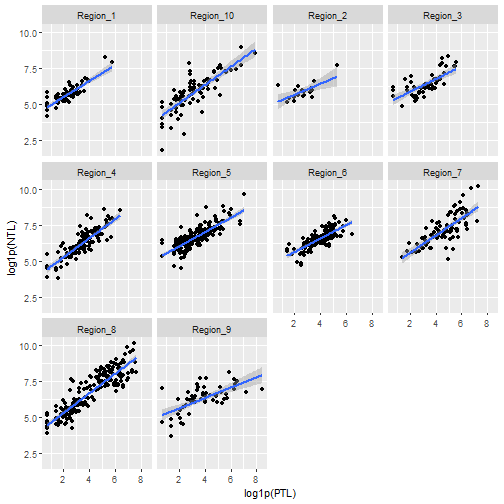 Region_1 Region_10 Region_2 Region_3
10.0
7.5
5.0
2.5
Region_4 Region_5 Region_6 Region_7
10.0
7.5
5.0
2.5
2 4 6 8 2 4 6 8
Region_8 Region_9
10.0
7.5
5.0
2.5
2 4 6 8 2 4 6 8
log1p(NTL)
log1p(PTL)